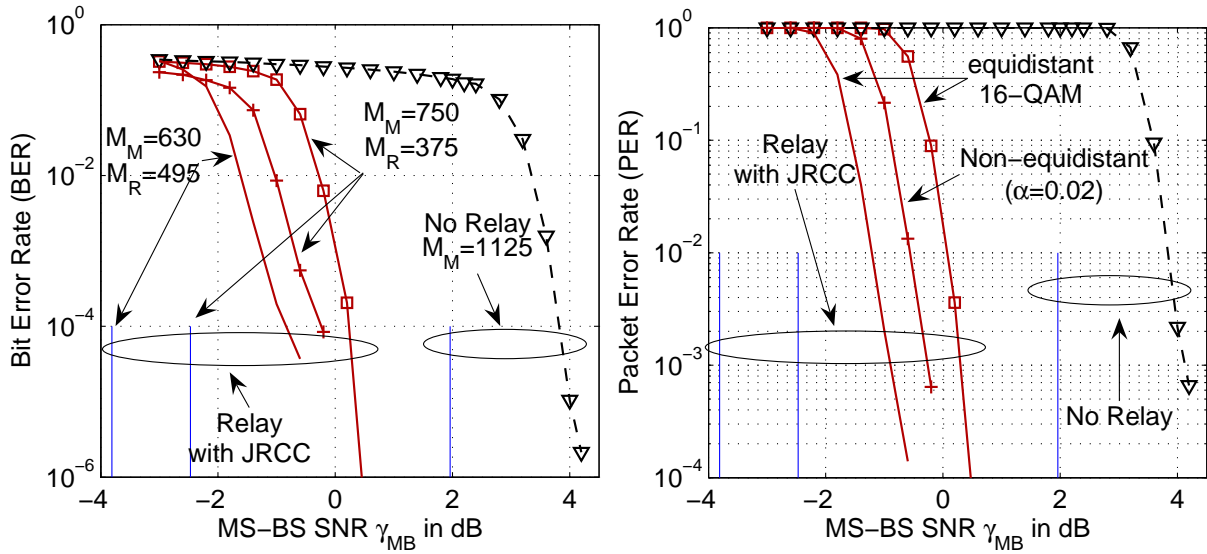 10^0
10^−2
10^−4
10^−6
Bit Error Rate (BER)
M_M=630
M_R=495
M_M=750
M_R=375
No Relay
M_M=1125
Relay
with JRCC
−4
−2
0
2
4
MS−BS SNR γ_MB in dB
10^0
10^−1
10^−2
10^−3
10^−4
Packet Error Rate (PER)
equidistant
16−QAM
Relay
with JRCC
Non−equidistant
(α=0.02)
No Relay
−4
−2
0
2
4
MS−BS SNR γ_MB in dB